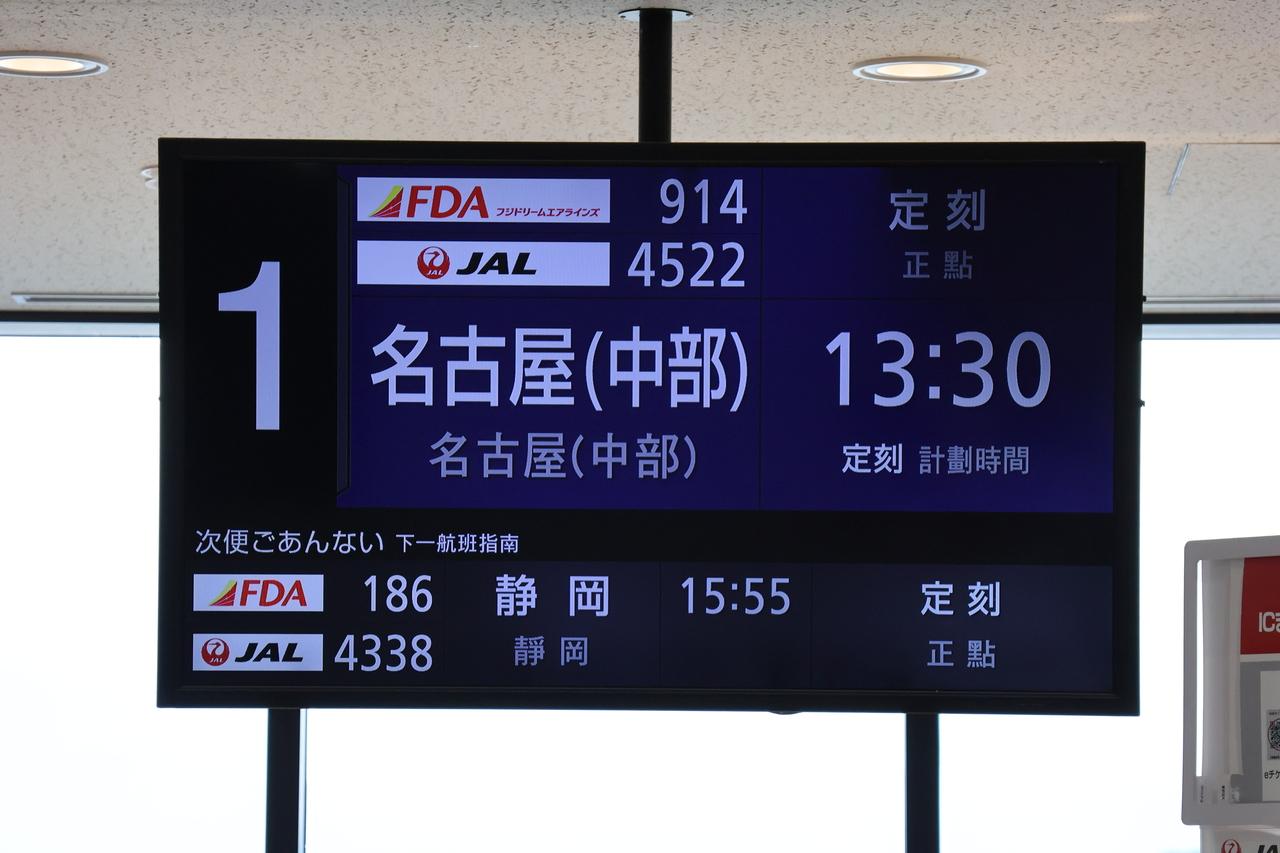 1
FDA フジドリームエアラインズ 914
JAL JAL 4522
定刻
正點
名古屋(中部)
名古屋(中部)
13:30
定刻 計劃時間
次便ごあんない 下一航班指南
FDA 186 静岡 15:55 定刻
JAL JAL 4338 靜岡 正點